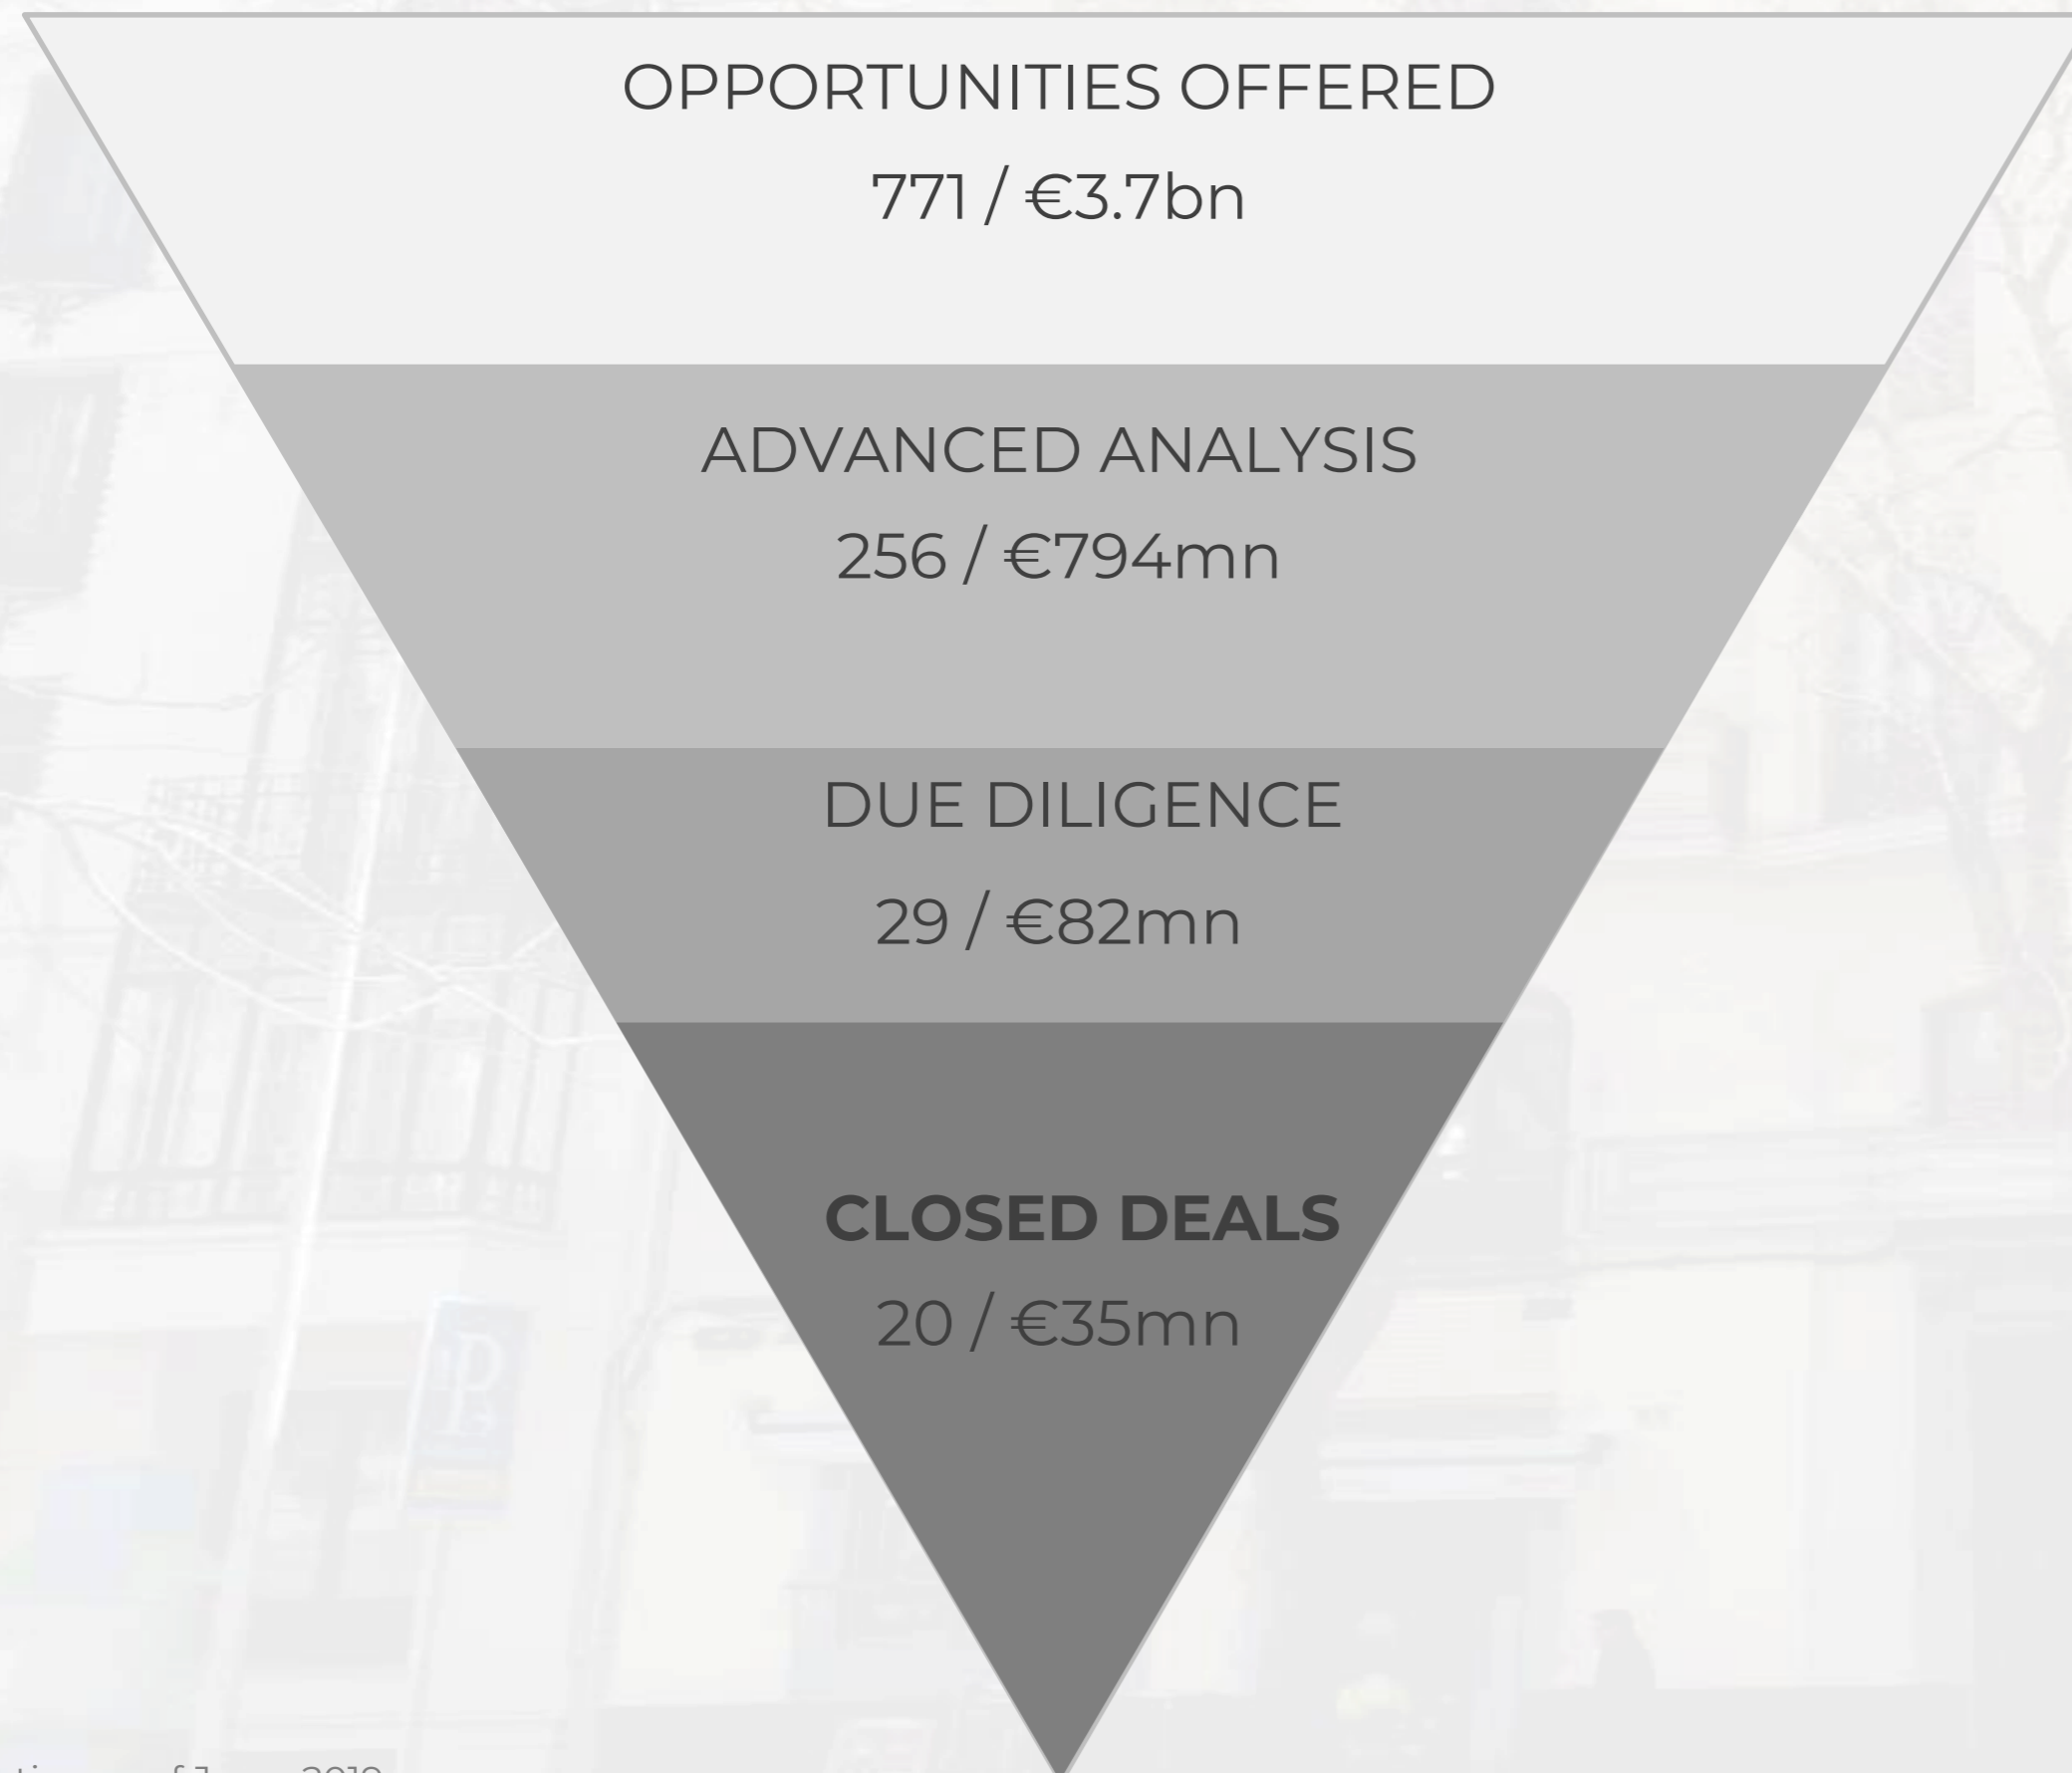 OPPORTUNITIES OFFERED
771 / €3.7bn
ADVANCED ANALYSIS
256 / €794mn
DUE DILIGENCE
29 / €82mn
CLOSED DEALS
20 / €35mn